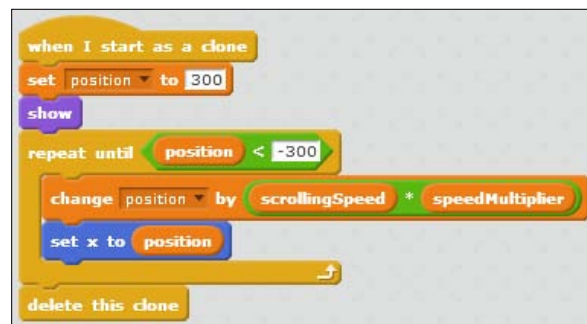 when I start as a clone
set position to 300
show
repeat until position < -300
change position by scrollingSpeed * speedMultiplier
set x to position
delete this clone